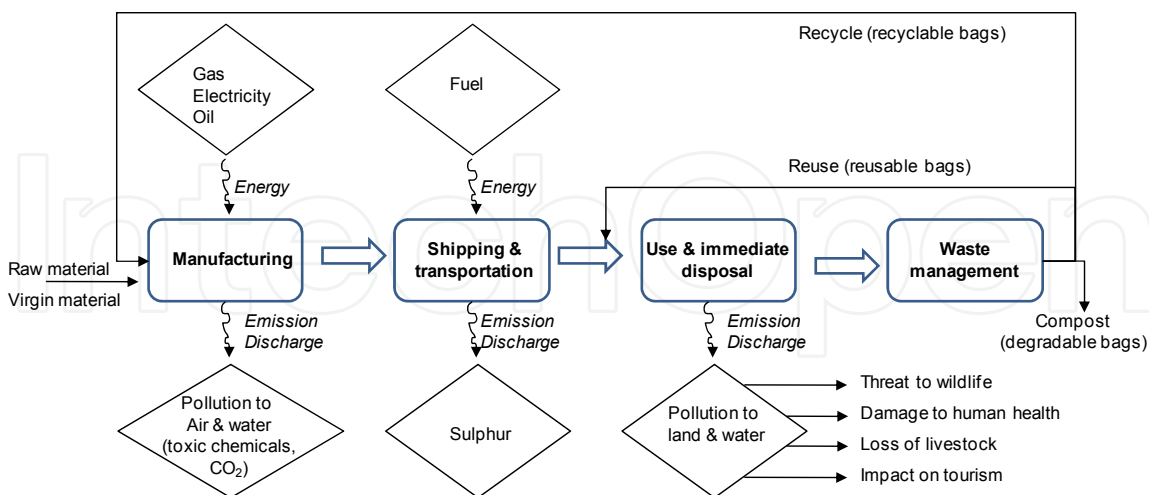 Recycle (recyclable bags)
Gas
Electricity
Oil
Fuel
Reuse (reusable bags)
Energy
Energy
Raw material
Virgin material
Manufacturing
Shipping &
transportation
Use & immediate
disposal
Waste
management
Emission
Discharge
Emission
Discharge
Emission
Discharge
Compost
(degradable bags)
Pollution to
Air & water
(toxic chemicals,
CO₂)
Sulphur
Pollution to
land & water
Threat to wildlife
Damage to human health
Loss of livestock
Impact on tourism
IntechOpen